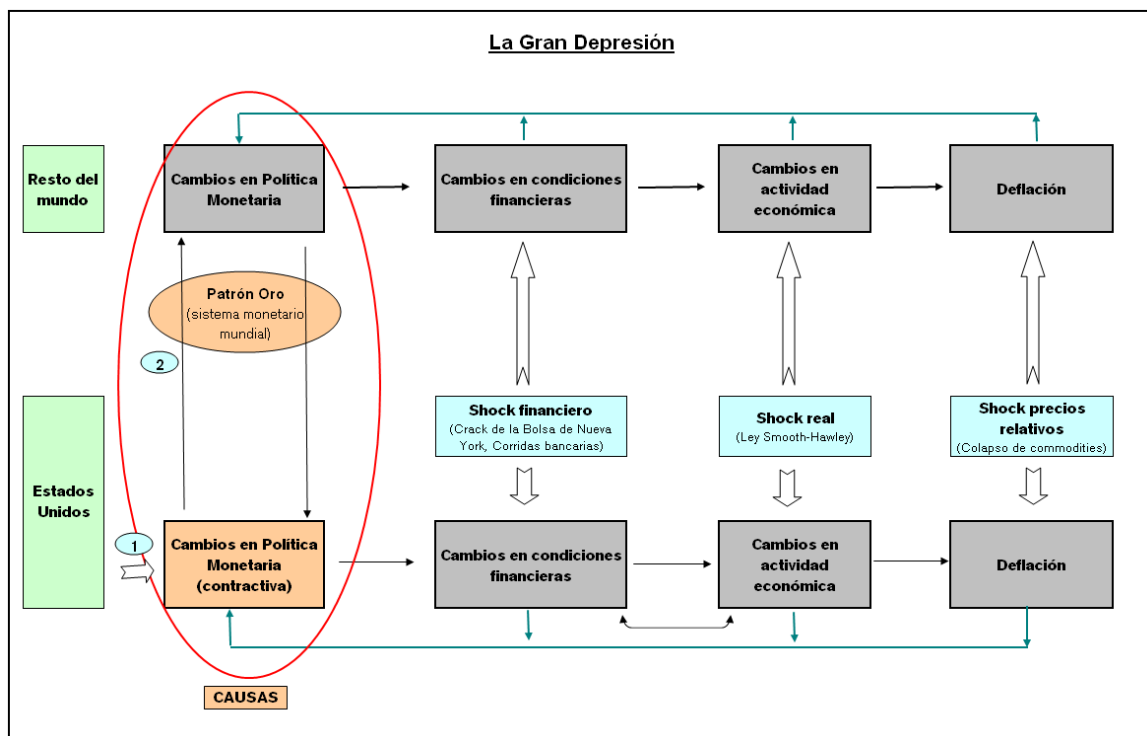 La Gran Depresión
Resto del
mundo
Cambios en Política
Monetaria
Cambios en condiciones
financieras
Cambios en
actividad
económica
Deflación
Patrón Oro
(sistema monetario
mundial)
2
Shock financiero
(Crack de la Bolsa de Nueva
York, Corridas bancarias)
Shock real
(Ley Smooth-Hawley)
Shock precios
relativos
(Colapso de commodities)
Estados
Unidos
1
Cambios en Política
Monetaria
(contractiva)
Cambios en condiciones
financieras
Cambios en
actividad
económica
Deflación
CAUSAS